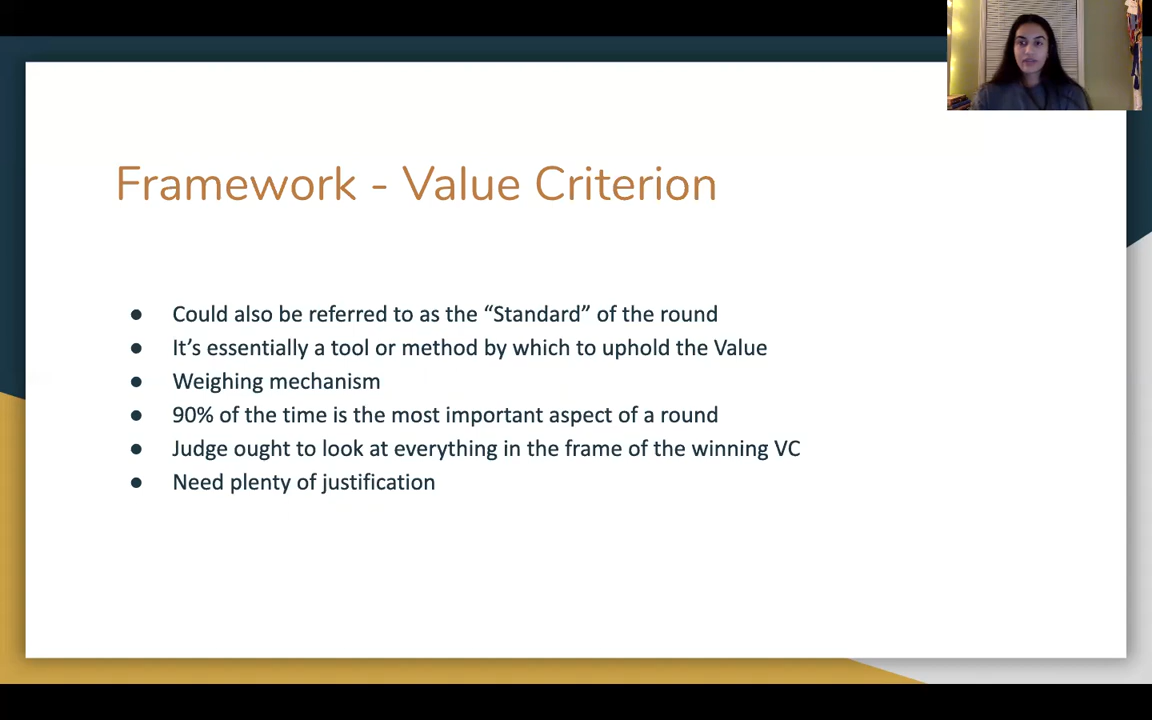 Framework - Value Criterion
● Could also be referred to as the “Standard” of the round
● It’s essentially a tool or method by which to uphold the Value
● Weighing mechanism
● 90% of the time is the most important aspect of a round
● Judge ought to look at everything in the frame of the winning VC
● Need plenty of justification